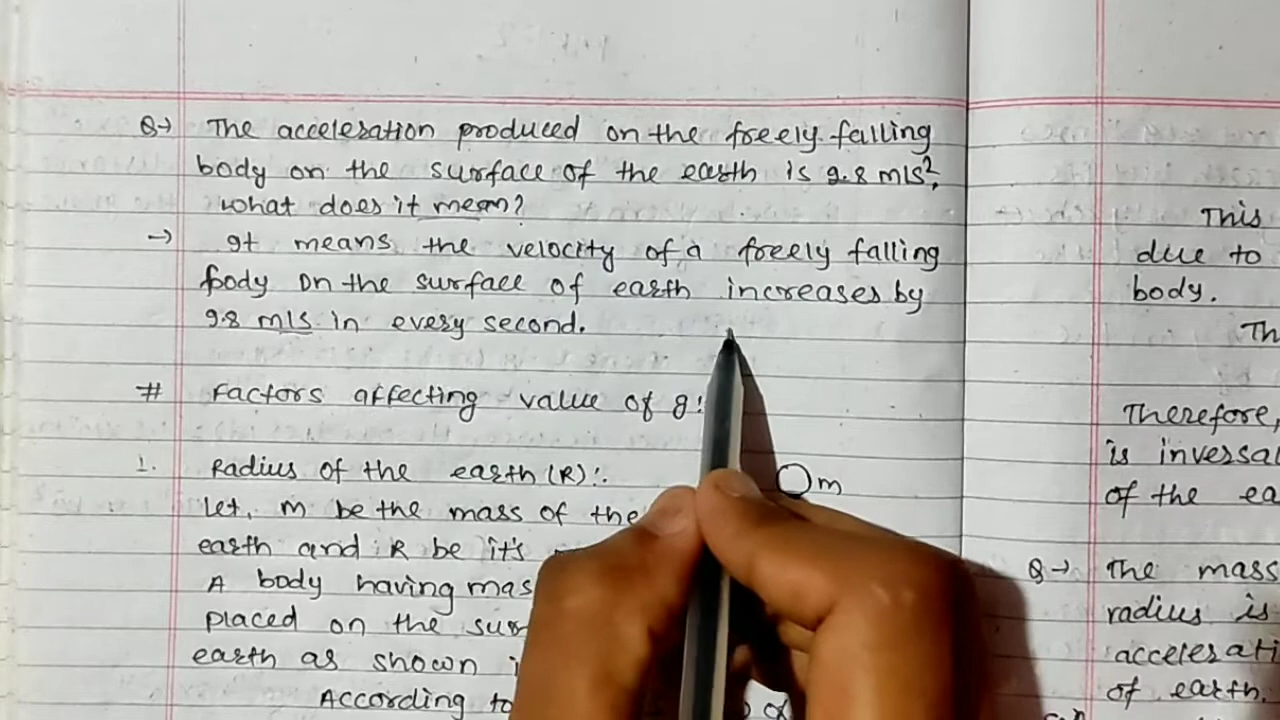 Q→ The acceleration produced on the freely falling
body on the surface of the earth is 9.8 m/s²,
what does it mean?
→ It means the velocity of a freely falling
body on the surface of earth increases by
9.8 m/s in every second.
# Factors affecting value of g:
1. Radius of the earth (R):.
Let, m be the mass of the
earth and R be it's
A body having mas
placed on the sur
earth as shown i
According to
m
This
due to
body.
Th
Therefore,
is inversal
of the ea
Q→ The mass
radius is
accelerati
of earth.